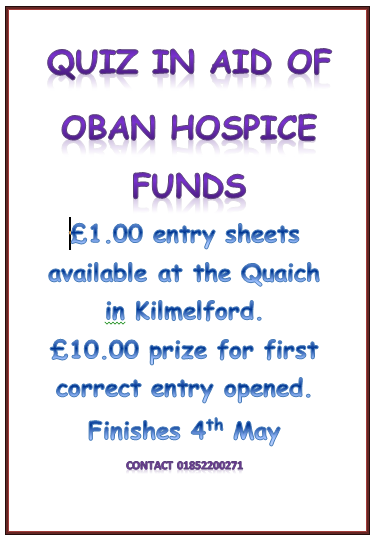 QUIZ IN AID OF
OBAN HOSPICE
FUNDS
£1.00 entry sheets
available at the Quaich
in Kilmelford.
£10.00 prize for first
correct entry opened.
Finishes 4th May
CONTACT 01852200271